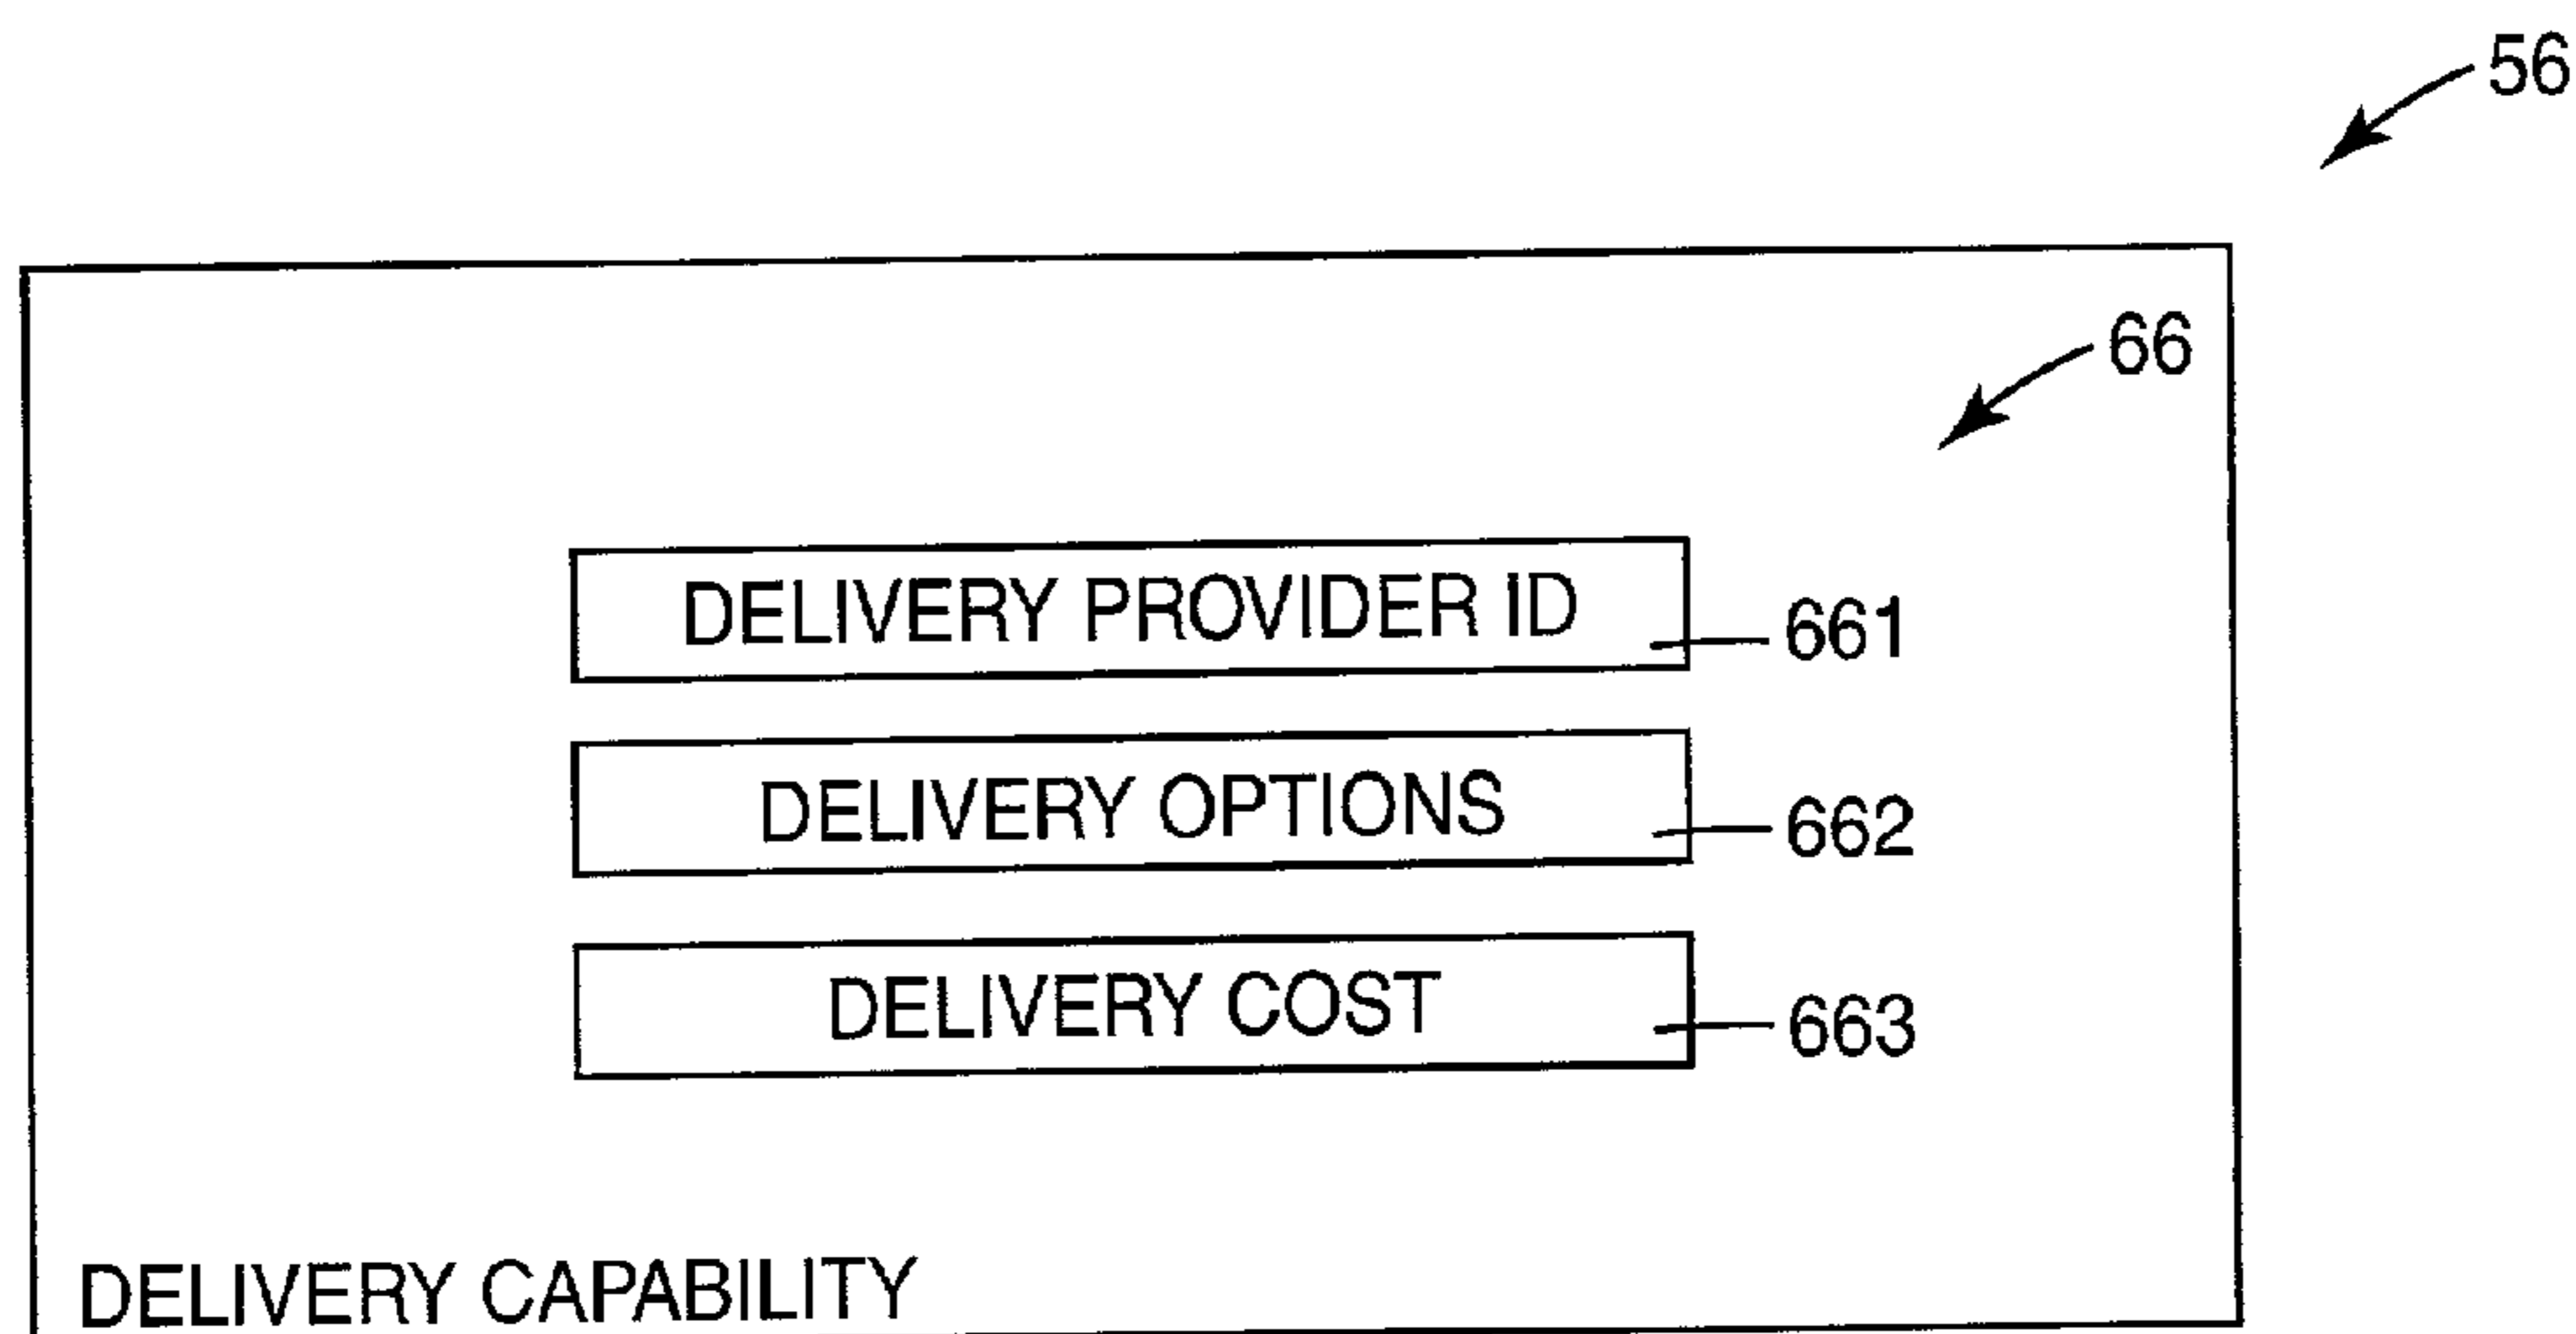 56
66
DELIVERY PROVIDER ID
661
DELIVERY OPTIONS
662
DELIVERY COST
663
DELIVERY CAPABILITY